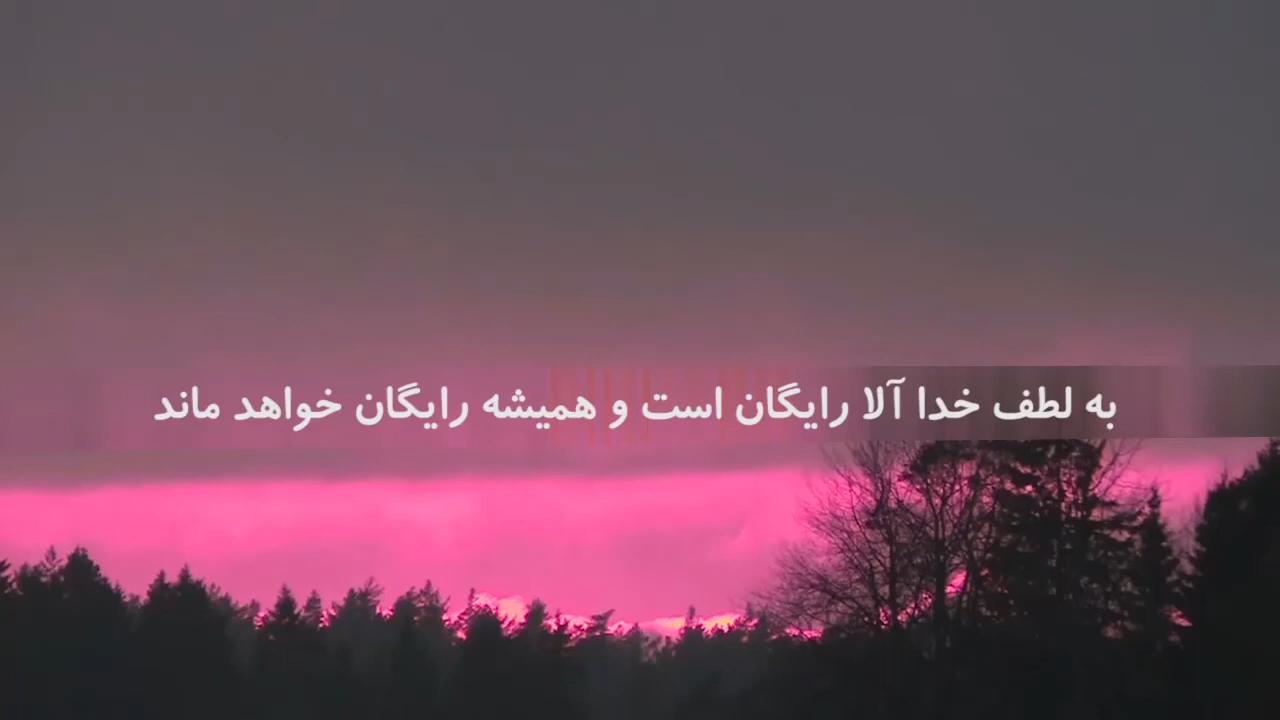 به لطف خدا آلا رایگان است و همیشه رایگان خواهد ماند